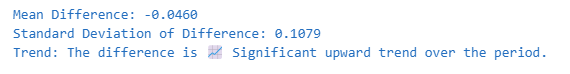 Mean Difference: -0.0460
Standard Deviation of Difference: 0.1079
Trend: The difference is 📈 Significant upward trend over the period.